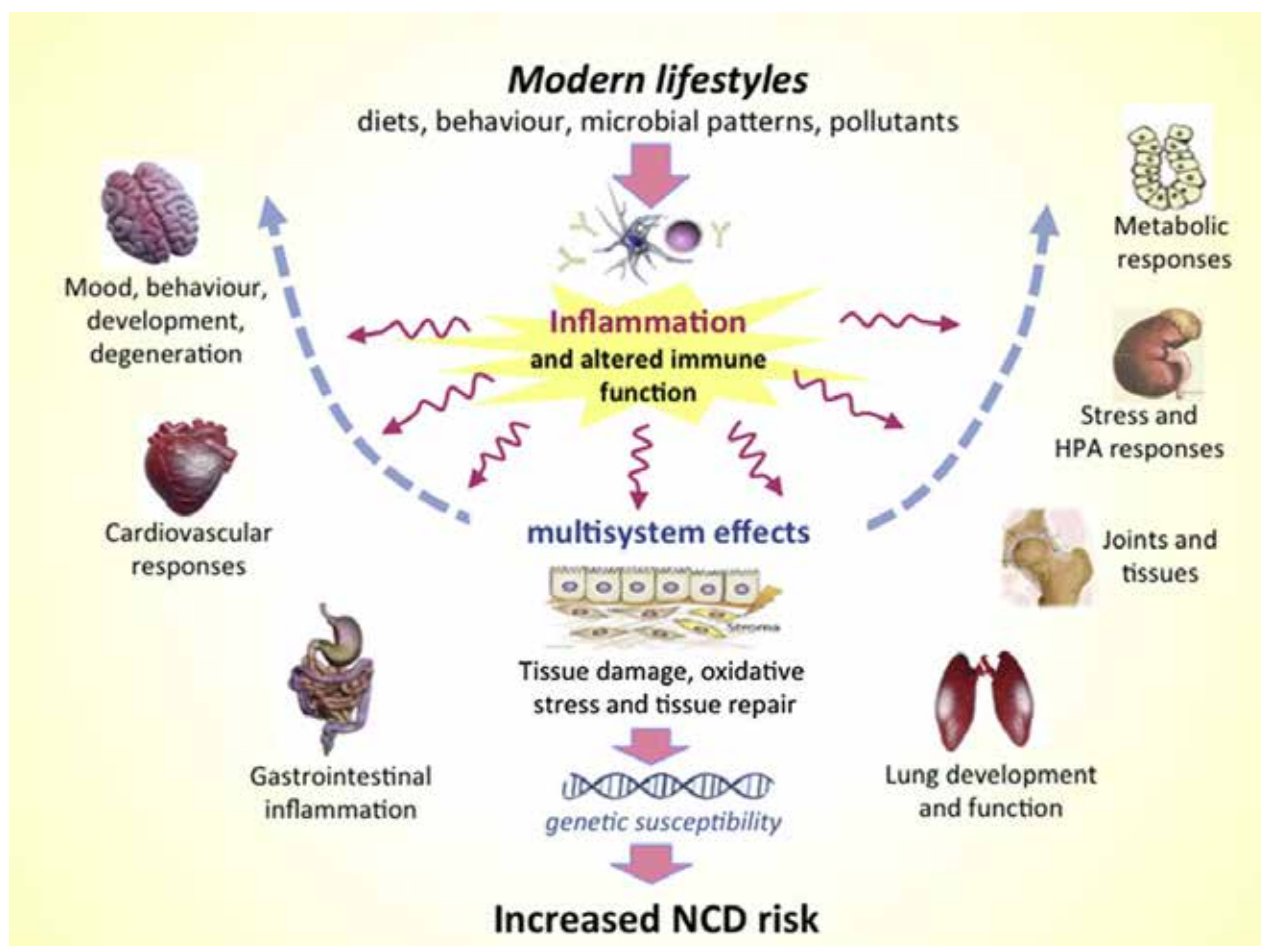 Modern lifestyles
diets, behaviour, microbial patterns, pollutants
Metabolic
responses
Mood, behaviour,
development,
degeneration
Inflammation
and altered immune
function
Stress and
HPA responses
Cardiovascular
responses
multisystem effects
Joints and
tissues
Stroma
Tissue damage, oxidative
stress and tissue repair
Gastrointestinal
inflammation
Lung development
and function
genetic susceptibility
Increased NCD risk